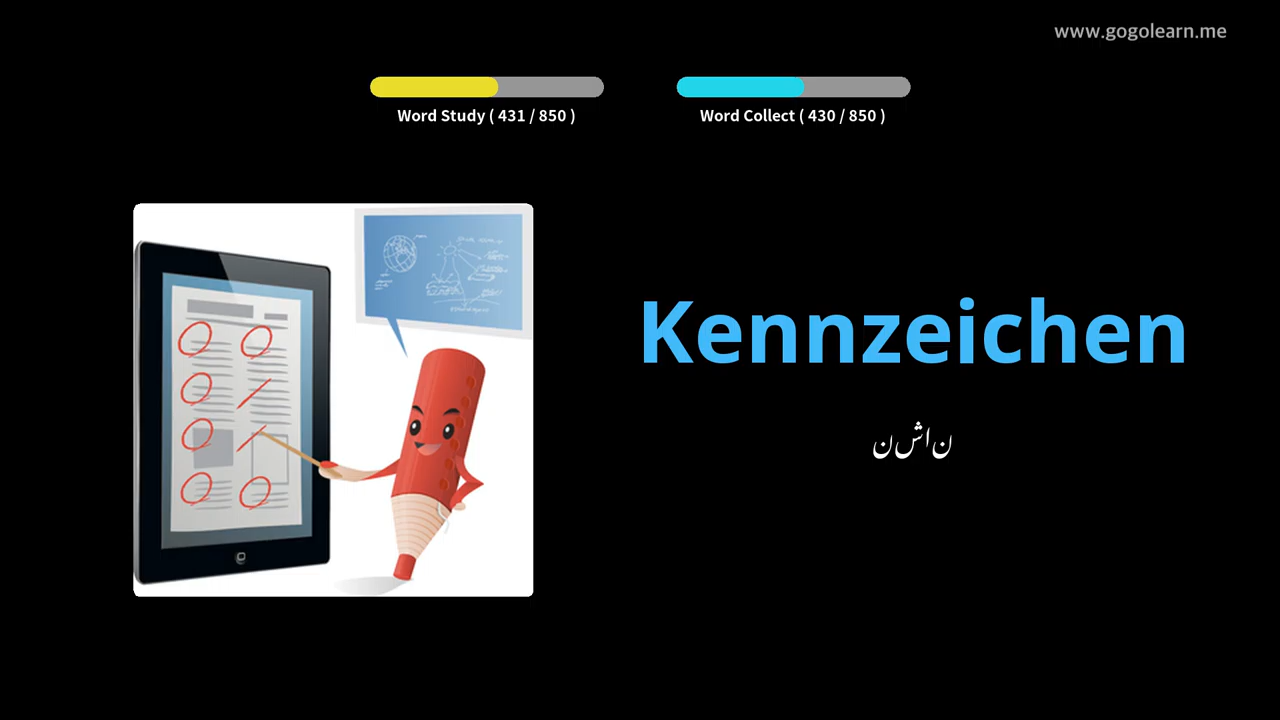 www.gogolearn.me
Word Study ( 431 / 850 )
Word Collect ( 430 / 850 )
Kennzeichen
نشان